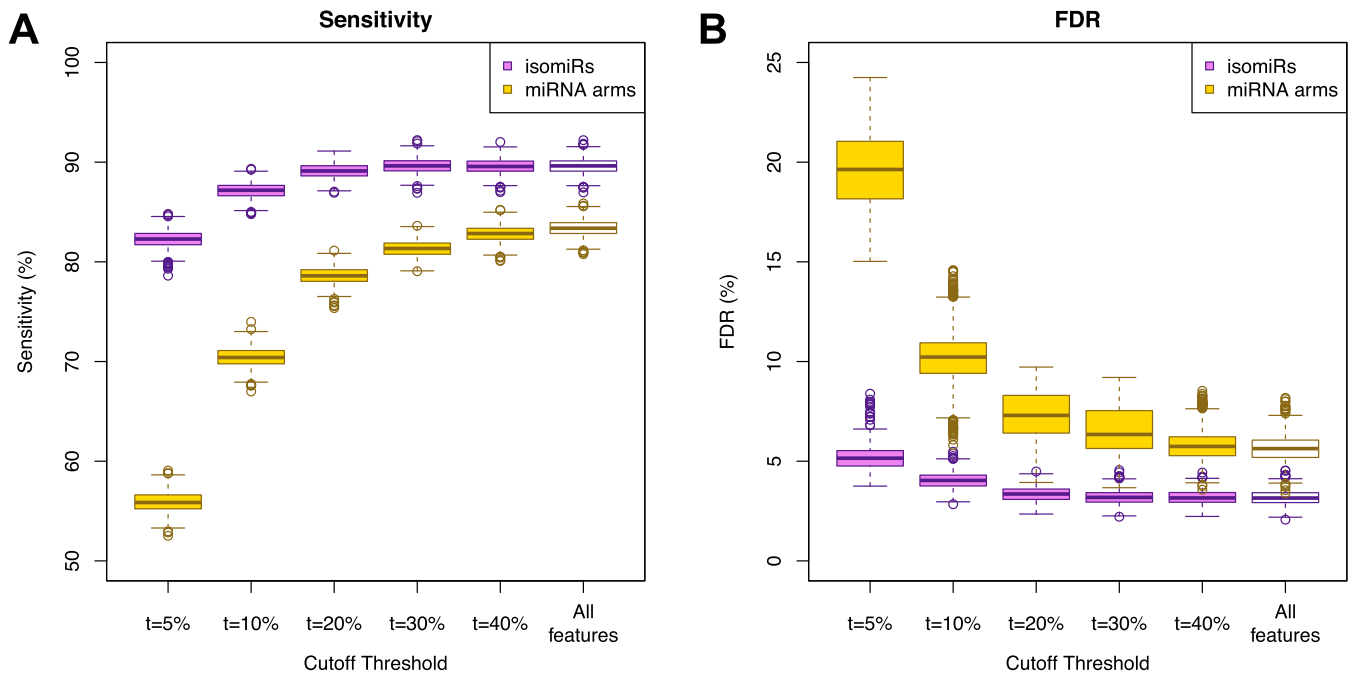 A
Sensitivity
isomiRs
miRNA arms
Sensitivity (%)
100
90
80
70
60
50
t=5%
t=10%
t=20%
t=30%
t=40%
All
features
Cutoff Threshold
B
FDR
isomiRs
miRNA arms
FDR (%)
25
20
15
10
5
0
t=5%
t=10%
t=20%
t=30%
t=40%
All
features
Cutoff Threshold